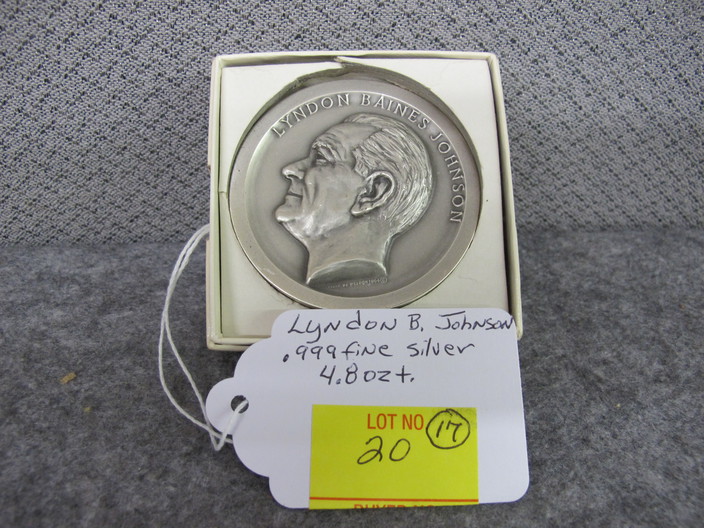 LYNDON BAINES JOHNSON
Lyndon B. Johnson
.999 fine silver
4.8 ozt.
LOT NO 17
20